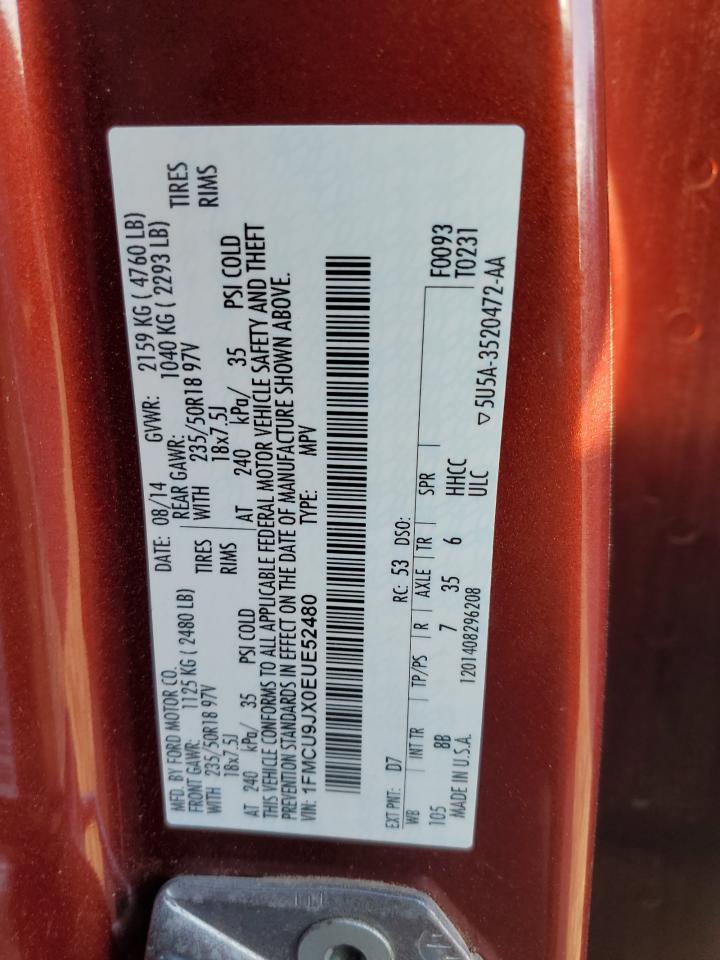 MFD. BY FORD MOTOR CO. DATE: 08/14 GVWR: 2159 KG ( 4760 LB)
FRONT GAWR: 1125 KG ( 2480 LB) REAR GAWR: 1040 KG ( 2293 LB)
WITH 235/50R18 97V TIRES WITH 235/50R18 97V TIRES
18x7.5J RIMS 18x7.5J RIMS
AT 240 kPa/ 35 PSI COLD AT 240 kPa/ 35 PSI COLD
THIS VEHICLE CONFORMS TO ALL APPLICABLE FEDERAL MOTOR VEHICLE SAFETY AND THEFT
PREVENTION STANDARDS IN EFFECT ON THE DATE OF MANUFACTURE SHOWN ABOVE.
VIN: 1FMCU9JX0EUE52480 TYPE: MPV
EXT PNT: D7 RC: 53 DSO: F0093
WB INT TR TP/PS R AXLE TR SPR T0231
105 8B 7 35 6 HHCC
MADE IN U.S.A. 1201408296208 ULC ▽ 5U5A-3520472-AA